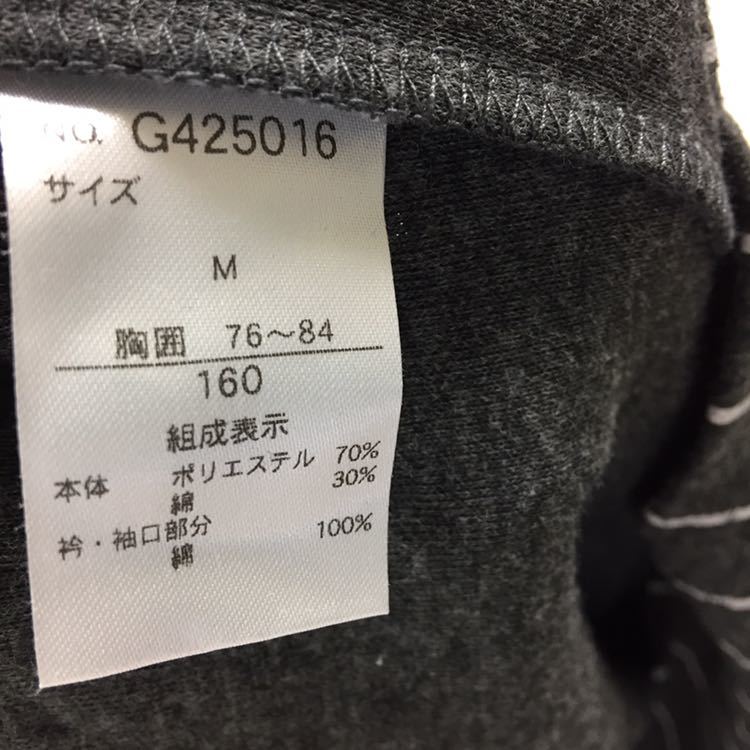 NO. G425016
サイズ
M
胸囲 76～84
160
組成表示
本体 ポリエステル 70%
綿 30%
衿・袖口部分
綿 100%